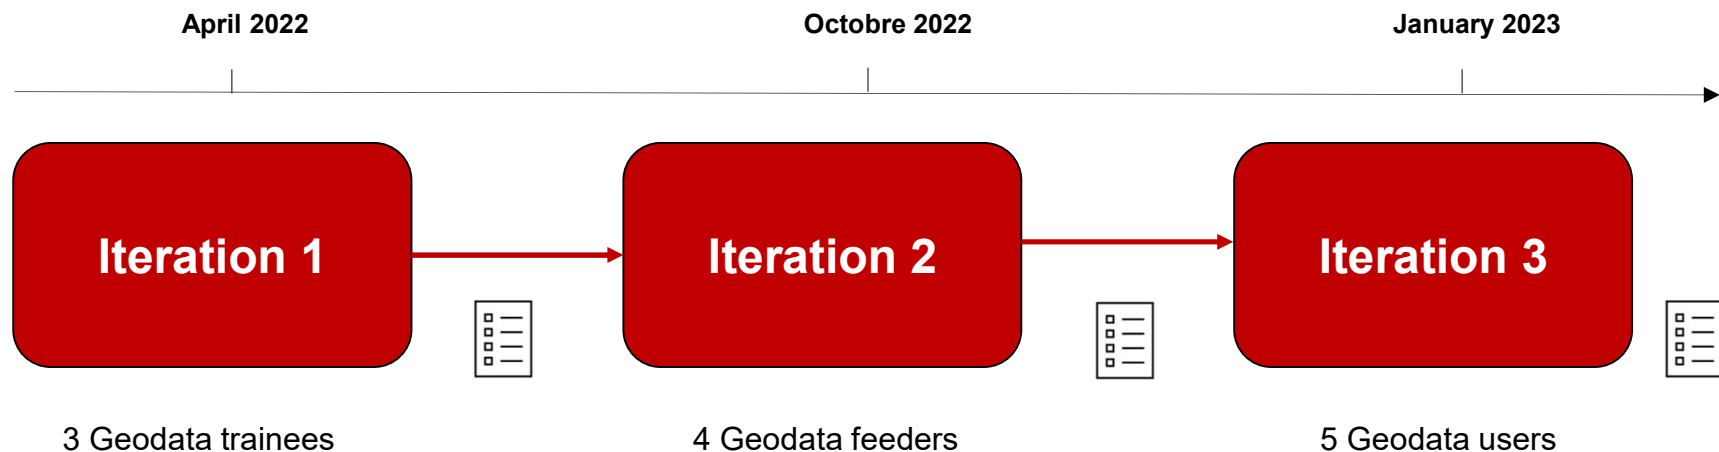 April 2022
Octobre 2022
January 2023
Iteration 1
Iteration 2
Iteration 3
3 Geodata trainees
4 Geodata feeders
5 Geodata users